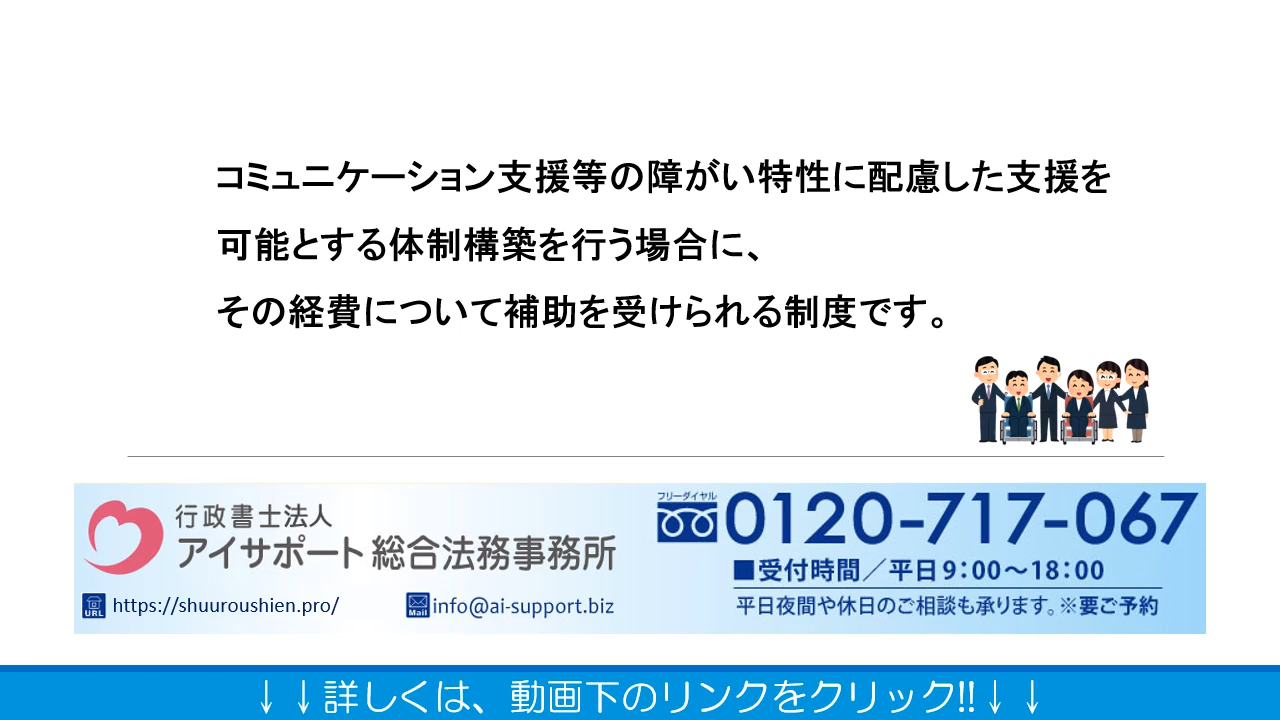 コミュニケーション支援等の障がい特性に配慮した支援を
可能とする体制構築を行う場合に、
その経費について補助を受けられる制度です。
行政書士法人
アイサポート総合法務事務所
URL https://shuuroushien.pro/
Mail info@ai-support.biz
フリーダイヤル
0120-717-067
■受付時間／平日9:00～18:00
平日夜間や休日のご相談も承ります。※要ご予約
↓↓詳しくは、動画下のリンクをクリック!!↓↓